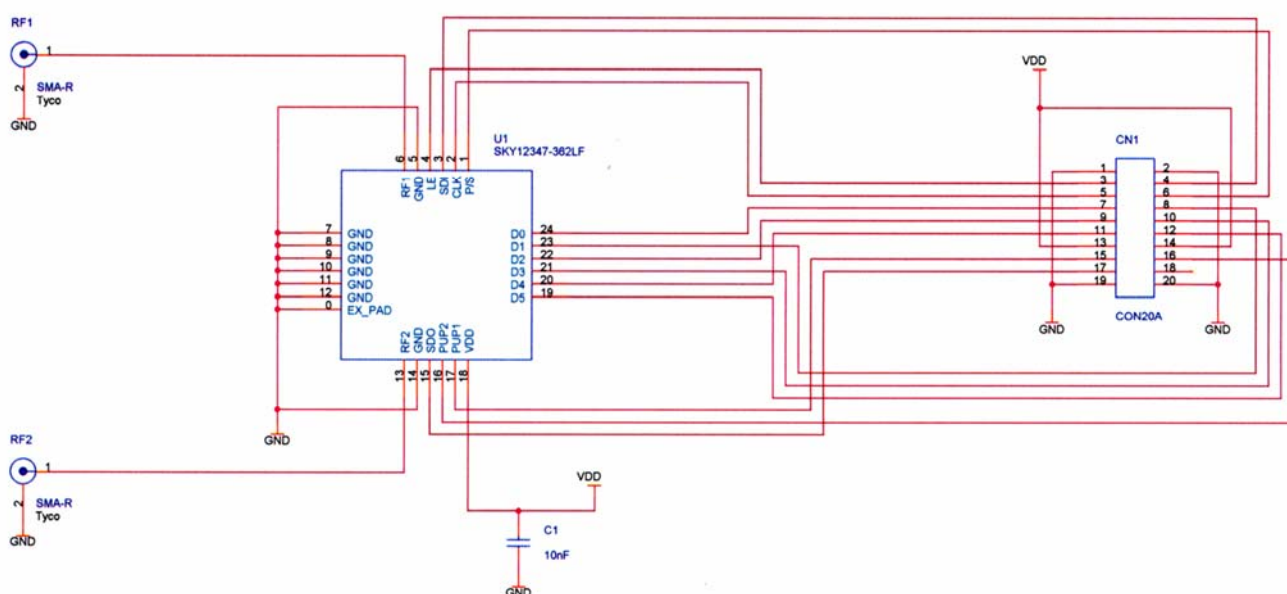 RF1
1
2
SMA-R
Tyco
GND
U1
SKY12347-362LF
6
5
4
3
2
1
RF1
GND
LE
SDI
CLK
P/S
7 GND
8 GND
9 GND
10 GND
11 GND
12 GND
0 EX_PAD
D0 24
D1 23
D2 22
D3 21
D4 20
D5 19
RF2
GND
SDO
PUP2
PUP1
VDD
13
14
15
16
17
18
GND
VDD
CN1
1 2
3 4
5 6
7 8
9 10
11 12
13 14
15 16
17 18
19 20
CON20A
GND
GND
RF2
1
2
SMA-R
Tyco
GND
VDD
C1
10nF
GND